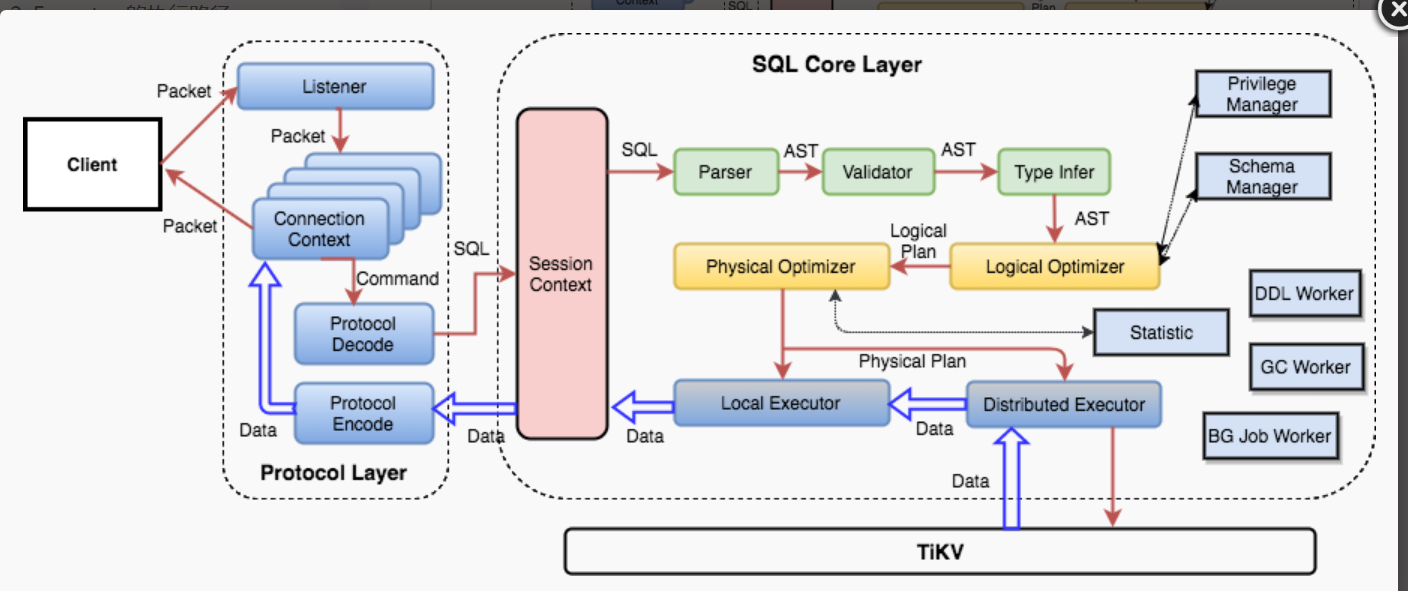 SQL Core Layer
Packet
Listener
Privilege
Manager
Packet
Client
SQL
Parser
AST
Validator
AST
Type Infer
Schema
Manager
Packet
Connection
Context
Command
SQL
Session
Context
AST
Logical
Plan
Physical Optimizer
Logical Optimizer
DDL Worker
Protocol
Decode
Statistic
Physical Plan
GC Worker
Protocol
Encode
Data
Data
Data
Local Executor
Data
Distributed Executor
BG Job Worker
Protocol Layer
Data
TiKV